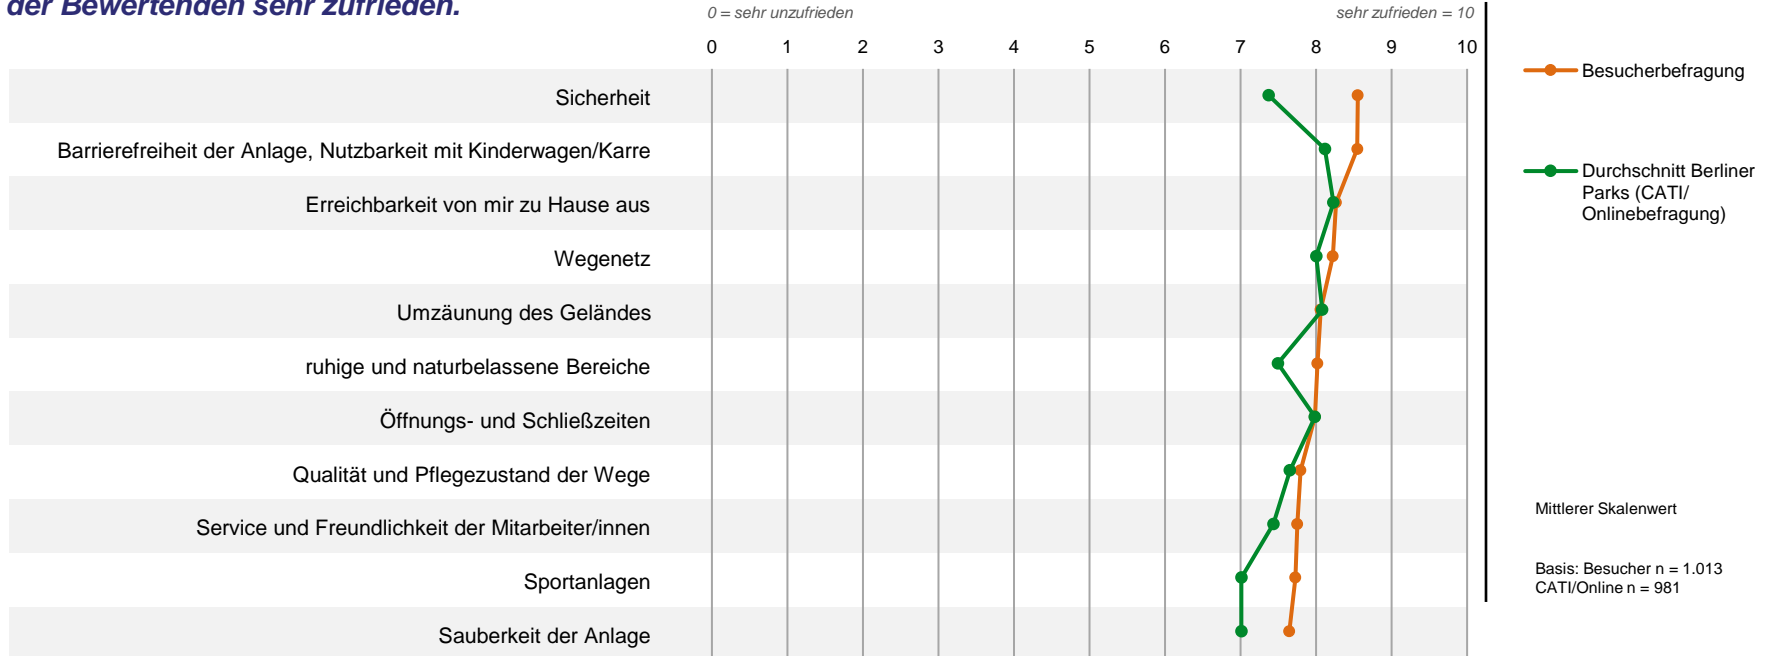 der Bewertenden sehr zufrieden.
0 = sehr unzufrieden
sehr zufrieden = 10
0 1 2 3 4 5 6 7 8 9 10
Sicherheit
Barrierefreiheit der Anlage, Nutzbarkeit mit Kinderwagen/Karre
Erreichbarkeit von mir zu Hause aus
Wegenetz
Umzäunung des Geländes
ruhige und naturbelassene Bereiche
Öffnungs- und Schließzeiten
Qualität und Pflegezustand der Wege
Service und Freundlichkeit der Mitarbeiter/innen
Sportanlagen
Sauberkeit der Anlage
Besucherbefragung
Durchschnitt Berliner
Parks (CATI/
Onlinebefragung)
Mittlerer Skalenwert
Basis: Besucher n = 1.013
CATI/Online n = 981